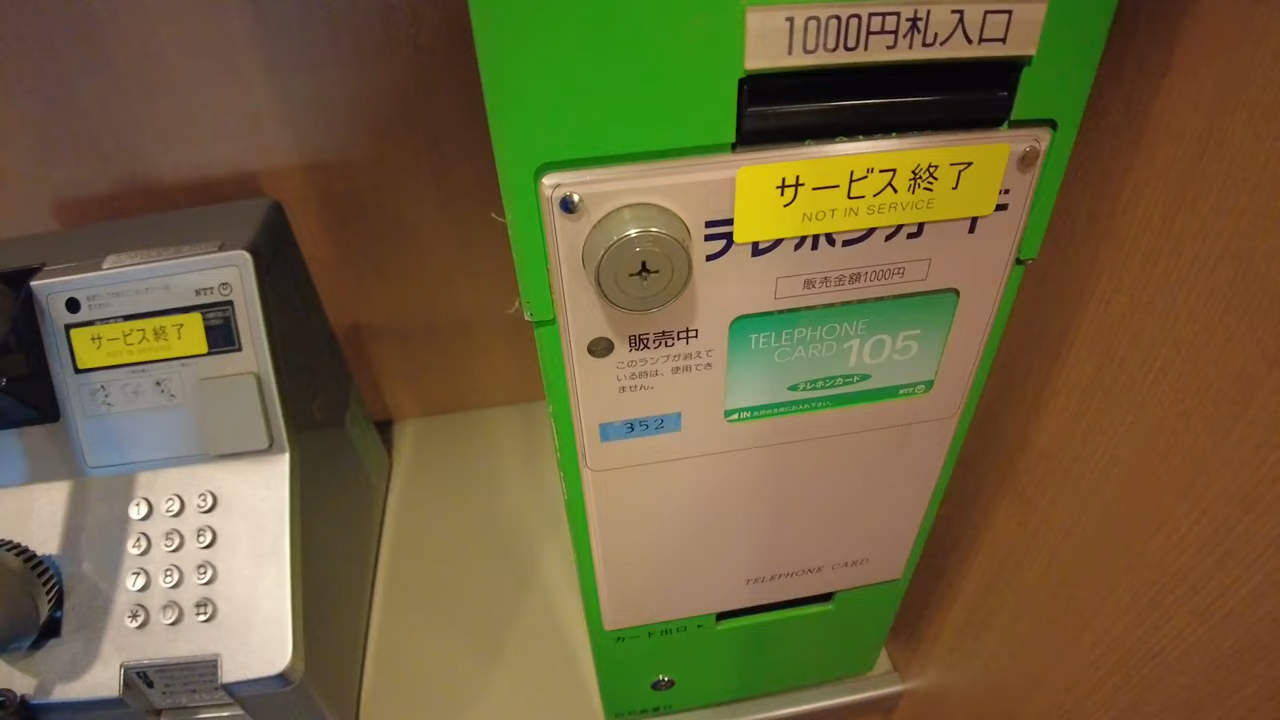 1000円札入口
サービス終了
NOT IN SERVICE
テレホンカード
販売金額1000円
販売中
このランプが消えて
いる時は、使用でき
ません。
TELEPHONE
CARD 105
テレホンカード
NTT
IN
352
TELEPHONE CARD
カード出口
NTT
サービス終了
NOT IN SERVICE
1 2 3
4 5 6
7 8 9
* 0 #